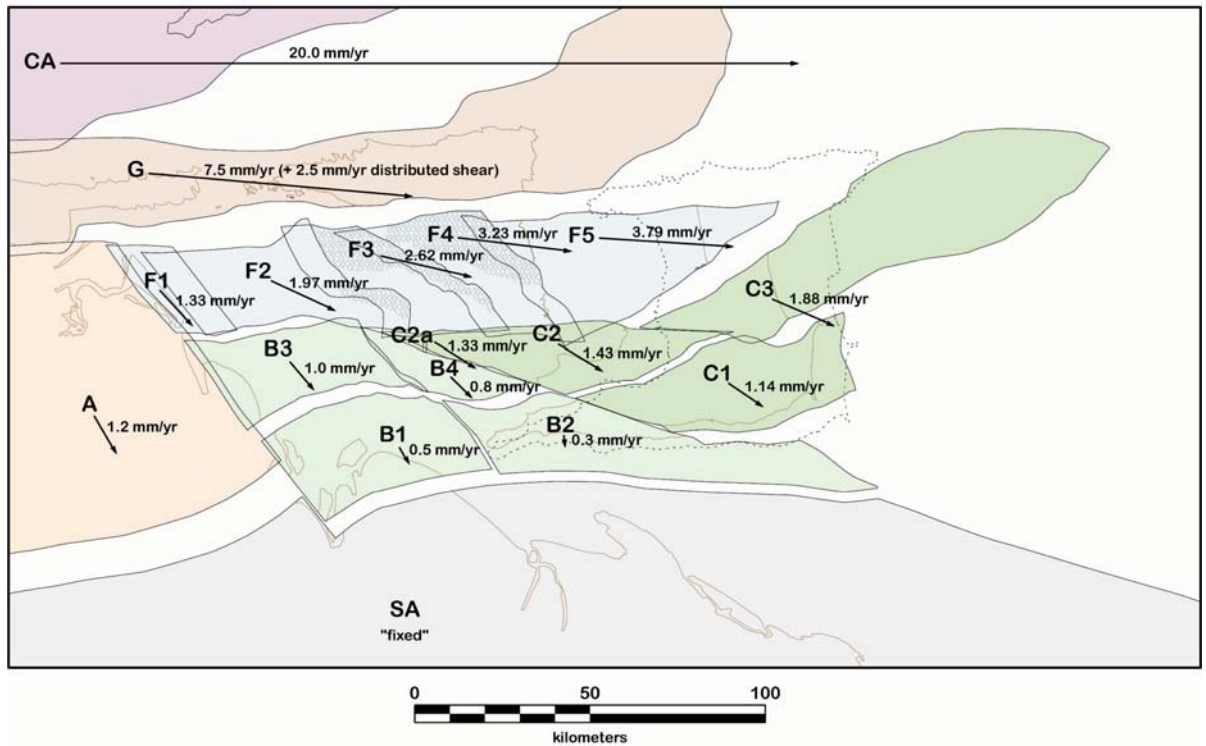 CA
20.0 mm/yr
G
7.5 mm/yr (+ 2.5 mm/yr distributed shear)
F4
3.23 mm/yr
F5
3.79 mm/yr
F3
2.62 mm/yr
F1
1.33 mm/yr
F2
1.97 mm/yr
C3
1.88 mm/yr
C2a
1.33 mm/yr
C2
1.43 mm/yr
B3
1.0 mm/yr
B4
0.8 mm/yr
C1
1.14 mm/yr
A
1.2 mm/yr
B1
0.5 mm/yr
B2
0.3 mm/yr
SA
"fixed"
0 50 100
kilometers